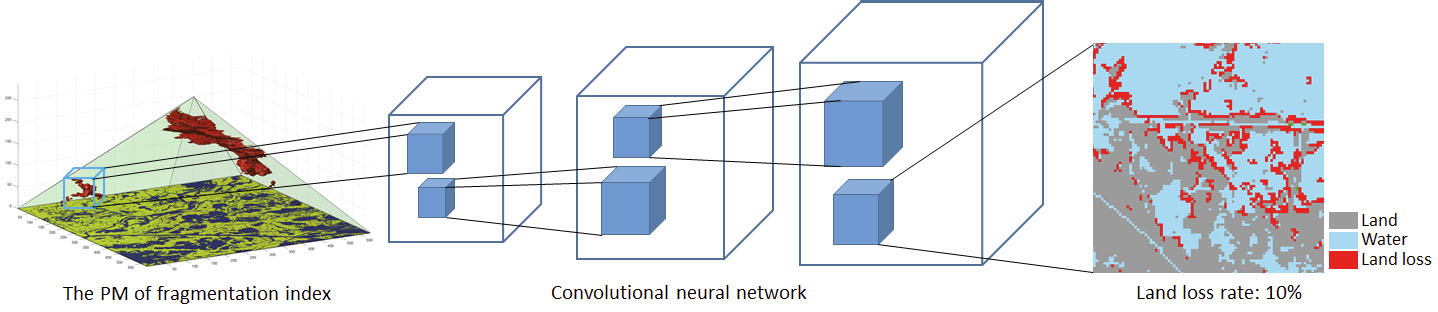 The PM of fragmentation index
Convolutional neural network
Land
Water
Land loss
Land loss rate: 10%